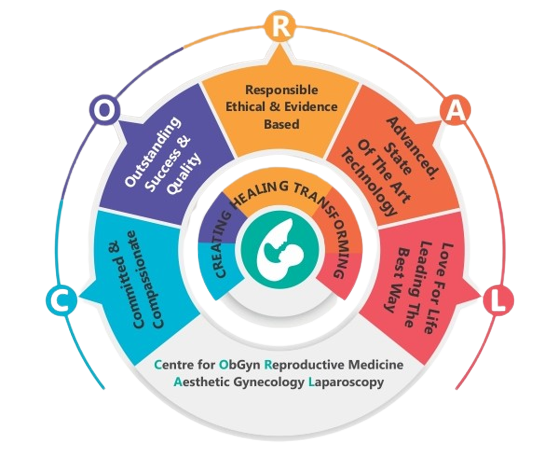 C
Committed &
Compassionate
O
Outstanding
Success &
Quality
R
Responsible
Ethical & Evidence
Based
A
Advanced,
State
Of The Art
Technology
L
Love For Life
Leading The
Best Way
CREATING HEALING TRANSFORMING
Centre for ObGyn Reproductive Medicine
Aesthetic Gynecology Laparoscopy